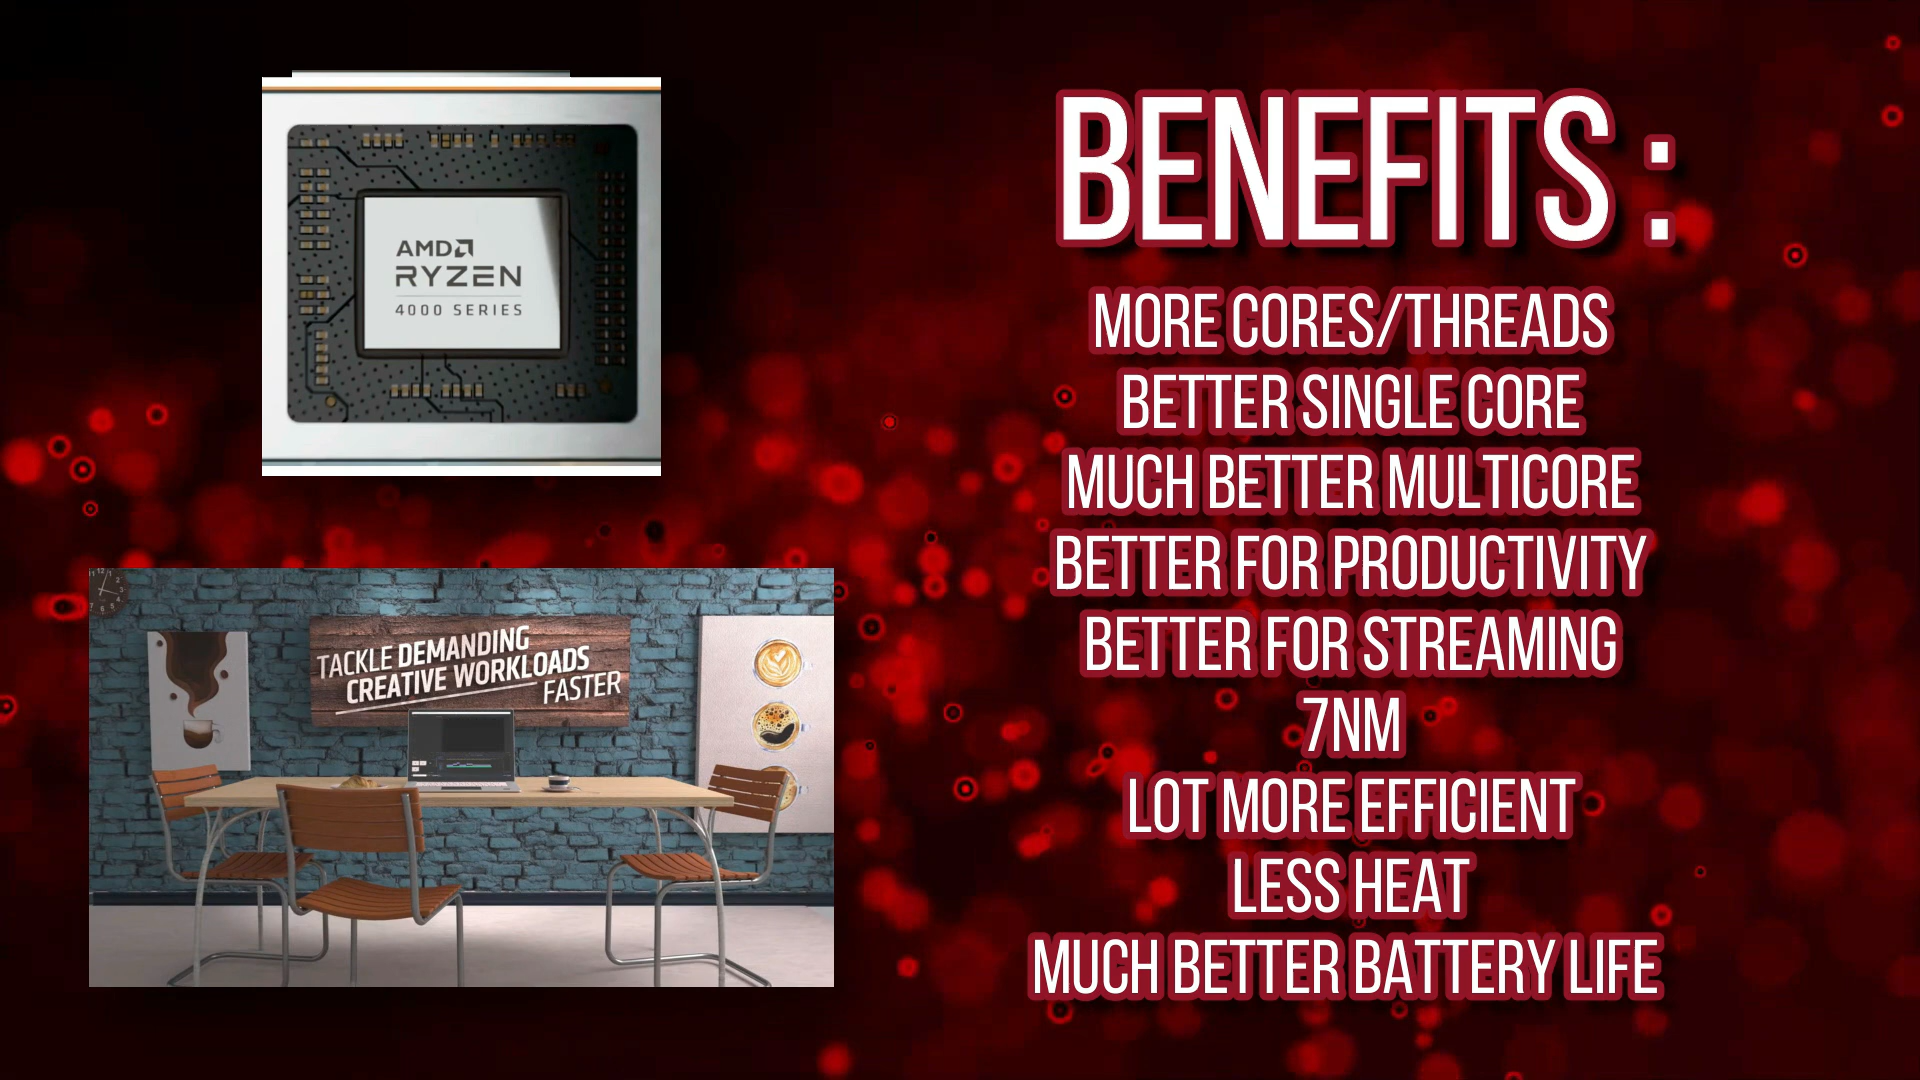 AMD
RYZEN
4000 SERIES
TACKLE DEMANDING
CREATIVE WORKLOADS
FASTER
BENEFITS :
MORE CORES/THREADS
BETTER SINGLE CORE
MUCH BETTER MULTICORE
BETTER FOR PRODUCTIVITY
BETTER FOR STREAMING
7NM
LOT MORE EFFICIENT
LESS HEAT
MUCH BETTER BATTERY LIFE